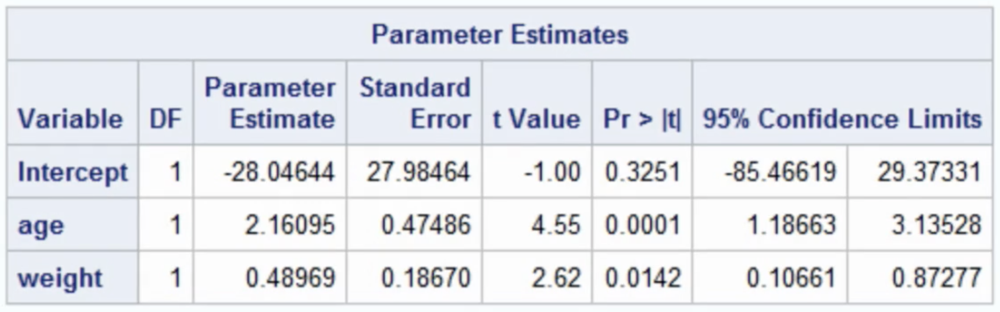 Parameter Estimates
Variable DF Parameter Estimate Standard Error t Value Pr > |t| 95% Confidence Limits
Intercept 1 -28.04644 27.98464 -1.00 0.3251 -85.46619 29.37331
age 1 2.16095 0.47486 4.55 0.0001 1.18663 3.13528
weight 1 0.48969 0.18670 2.62 0.0142 0.10661 0.87277